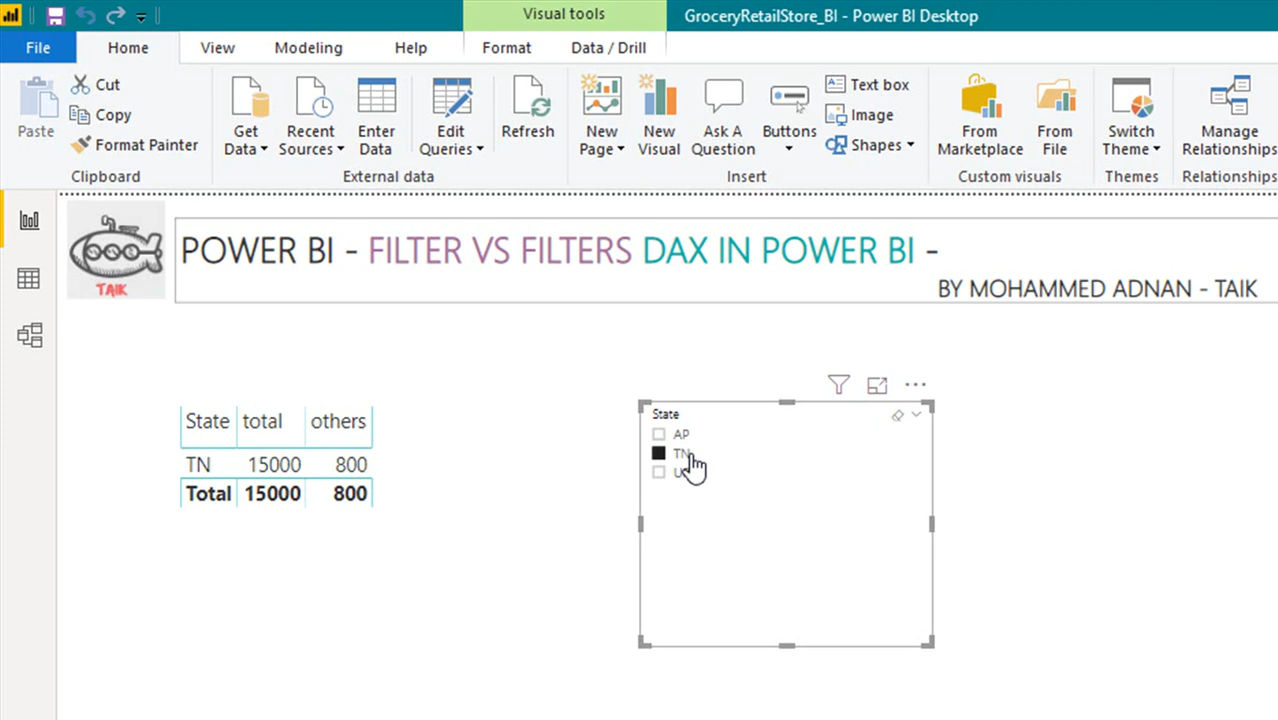 Visual tools
GroceryRetailStore_BI - Power BI Desktop
File Home View Modeling Help Format Data / Drill
Paste
Cut
Copy
Format Painter
Clipboard
Get Data
Recent Sources
Enter Data
Edit Queries
Refresh
External data
New Page
New Visual
Ask A Question
Buttons
Text box
Image
Shapes
Insert
From Marketplace
From File
Custom visuals
Switch Theme
Themes
Manage Relationships
Relationships
TAIK
POWER BI - FILTER VS FILTERS DAX IN POWER BI -
BY MOHAMMED ADNAN - TAIK
State total others
TN 15000 800
Total 15000 800
State
AP
TN